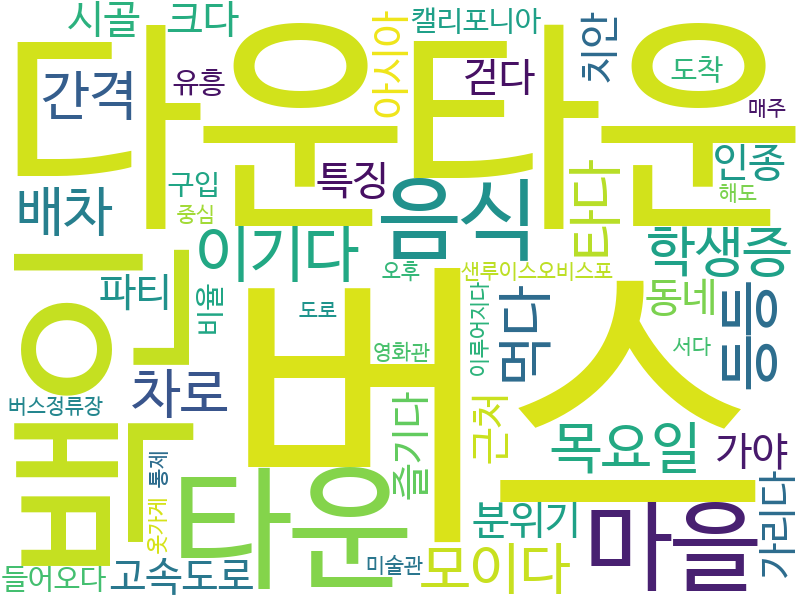 시골
크다
캘리포니아
타운타운
간격
유흥
아시아
걷다
치안
도착
매주
배차
구입
중심
특징
음식
타다
인종
해도
이기다
학생증
백인
파티
비율
오후
샌루이스오비스포
동네
등등
도로
버스
영화관
이루어지다
먹다
서다
버스정류장
차로
즐기다
근처
목요일
가야
통제
옷가게
타운
분위기
마을
가리다
들어오다
고속도로
미술관
모이다